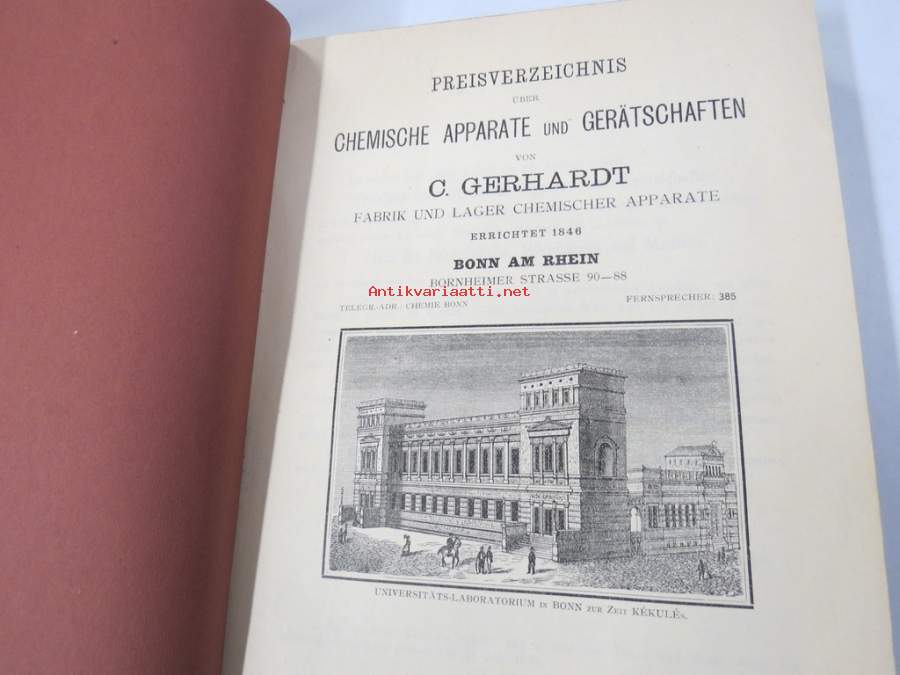 PREISVERZEICHNIS
ÜBER
CHEMISCHE APPARATE UND GERÄTSCHAFTEN
VON
C. GERHARDT
FABRIK UND LAGER CHEMISCHER APPARATE
ERRICHTET 1846
BONN AM RHEIN
BORNHEIMER STRASSE 90—88
Antikvariaatti.net
TELEGR.-ADR.: CHEMIE BONN FERNSPRECHER: 385
UNIVERSITÄTS-LABORATORIUM IN BONN ZUR ZEIT KÉKULÉS.